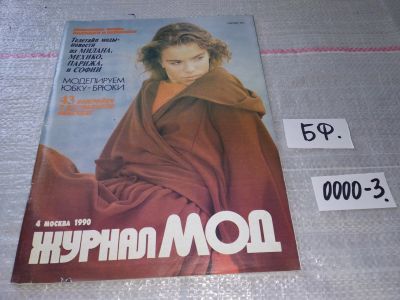 Телетайп моды-
новости
из МИЛАНА,
МЕХИКО,
ПАРИЖА,
и СОФИИ
МОДЕЛИРУЕМ
ЮБКУ-БРЮКИ
43
4 МОСКВА 1990
ЖУРНАЛ МОД
БФ.
0000-3.